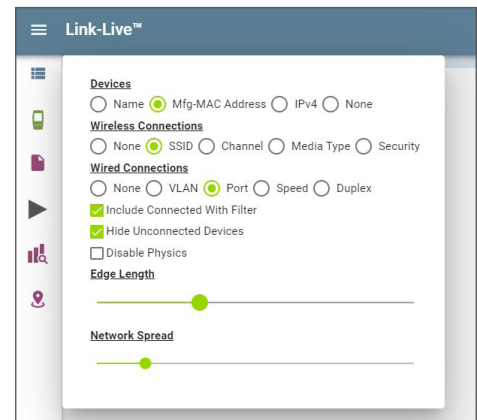 Link-Live™
Devices
Name Mfg-MAC Address IPv4 None
Wireless Connections
None SSID Channel Media Type Security
Wired Connections
None VLAN Port Speed Duplex
Include Connected With Filter
Hide Unconnected Devices
Disable Physics
Edge Length
Network Spread